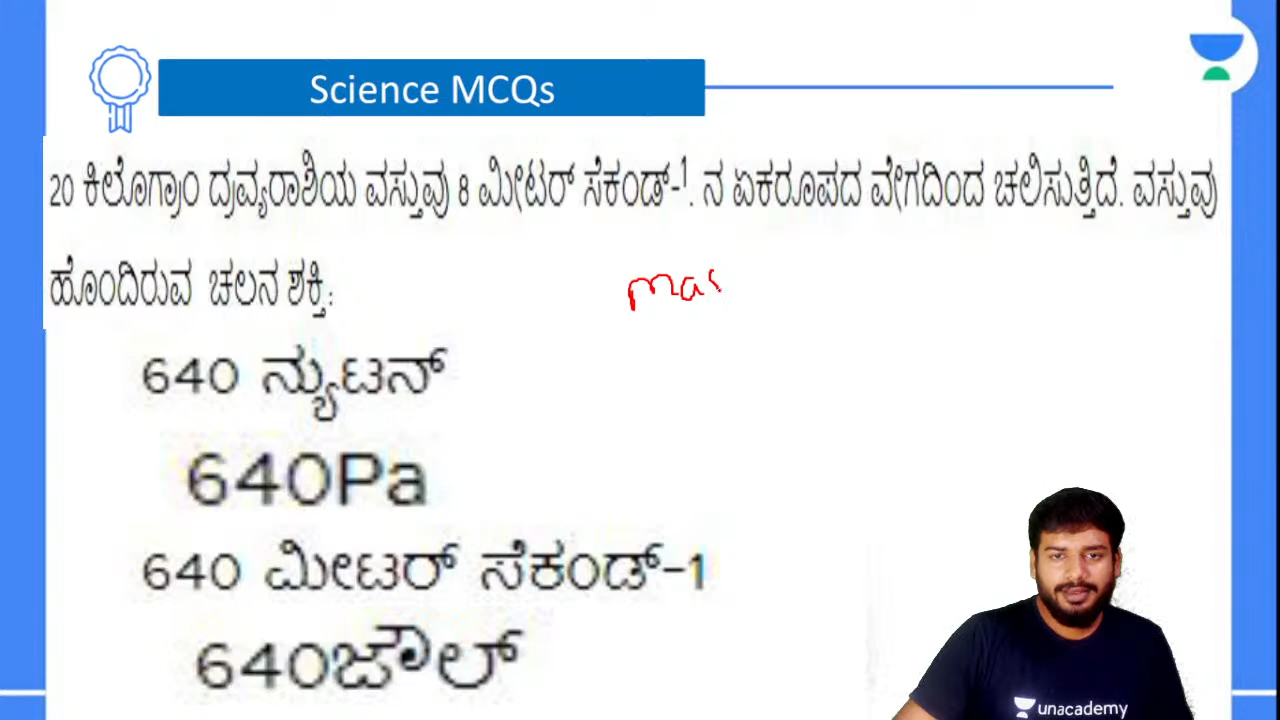 Science MCQs
20 ಕಿಲೊಗ್ರಾಂ ದ್ರವ್ಯರಾಶಿಯ ವಸ್ತುವು 8 ಮೀಟರ್ ಸೆಕಂಡ್-¹. ನ ಏಕರೂಪದ ವೇಗದಿಂದ ಚಲಿಸುತ್ತಿದೆ. ವಸ್ತುವು
ಹೊಂದಿರುವ ಚಲನ ಶಕ್ತಿ:
mas
640 ನ್ಯುಟನ್
640Pa
640 ಮೀಟರ್ ಸೆಕಂಡ್-1
640ಜೌಲ್
unacademy